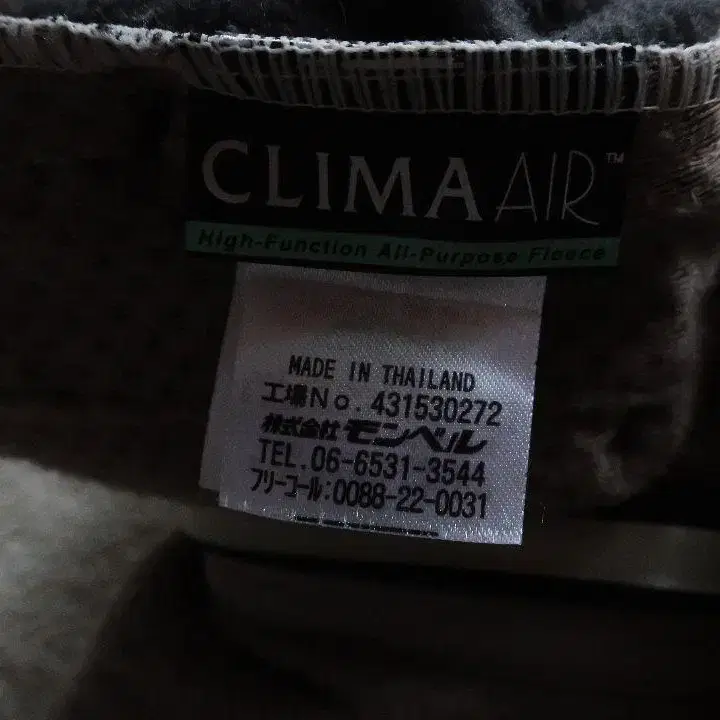 CLIMA AIR™
High-Function All-Purpose Fleece
MADE IN THAILAND
工場No. 431530272
株式会社 モンベル
TEL. 06-6531-3544
フリーコール:0088-22-0031